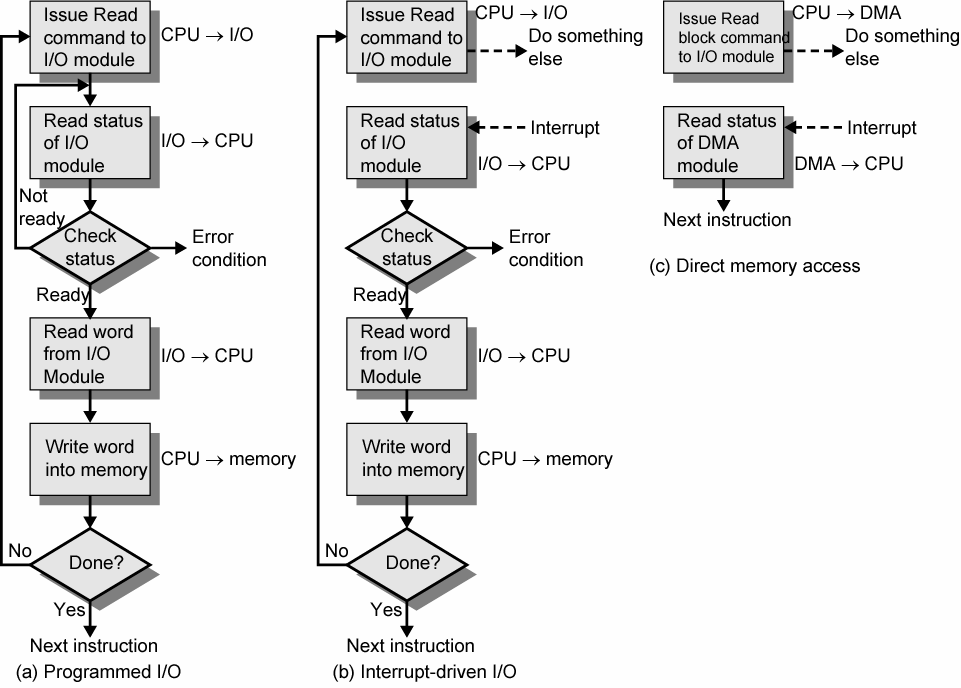 Issue Read
command to
I/O module
CPU → I/O
Read status
of I/O
module
I/O → CPU
Not
ready
Check
status
Error
condition
Ready
Read word
from I/O
Module
I/O → CPU
Write word
into memory
CPU → memory
No
Done?
Yes
Next instruction
(a) Programmed I/O
Issue Read
command to
I/O module
CPU → I/O
Do something
else
Read status
of I/O
module
Interrupt
I/O → CPU
Check
status
Error
condition
Ready
Read word
from I/O
Module
I/O → CPU
Write word
into memory
CPU → memory
No
Done?
Yes
Next instruction
(b) Interrupt-driven I/O
Issue Read
block command
to I/O module
CPU → DMA
Do something
else
Read status
of DMA
module
Interrupt
DMA → CPU
Next instruction
(c) Direct memory access